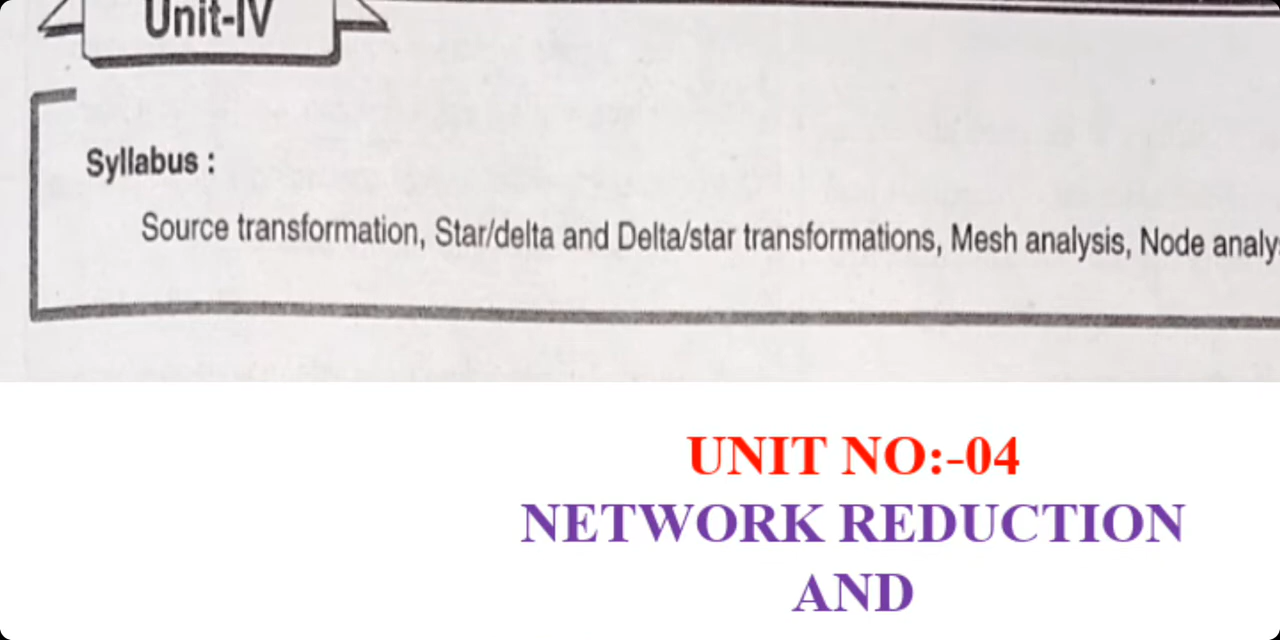 Unit-IV
Syllabus :
Source transformation, Star/delta and Delta/star transformations, Mesh analysis, Node analy
UNIT NO:-04
NETWORK REDUCTION
AND